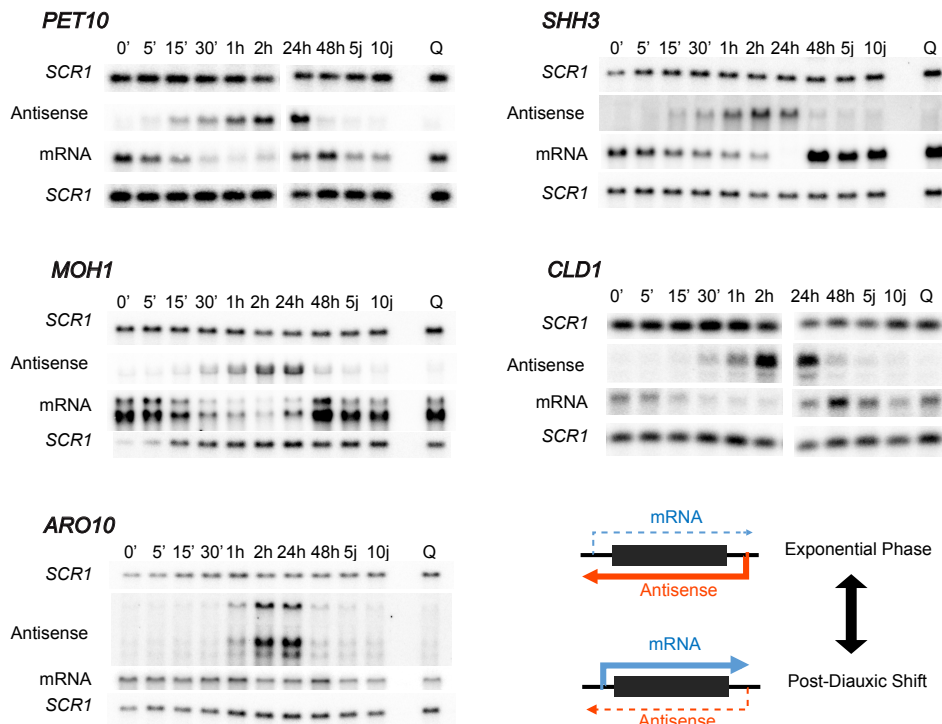 PET10
0' 5' 15' 30' 1h 2h 24h 48h 5j 10j Q
SCR1
Antisense
mRNA
SCR1
SHH3
0' 5' 15' 30' 1h 2h 24h 48h 5j 10j Q
SCR1
Antisense
mRNA
SCR1
MOH1
0' 5' 15' 30' 1h 2h 24h 48h 5j 10j Q
SCR1
Antisense
mRNA
SCR1
CLD1
0' 5' 15' 30' 1h 2h 24h 48h 5j 10j Q
SCR1
Antisense
mRNA
SCR1
ARO10
0' 5' 15' 30' 1h 2h 24h 48h 5j 10j Q
SCR1
Antisense
mRNA
SCR1
mRNA
Exponential Phase
Antisense
mRNA
Post-Diauxic Shift
Antisense